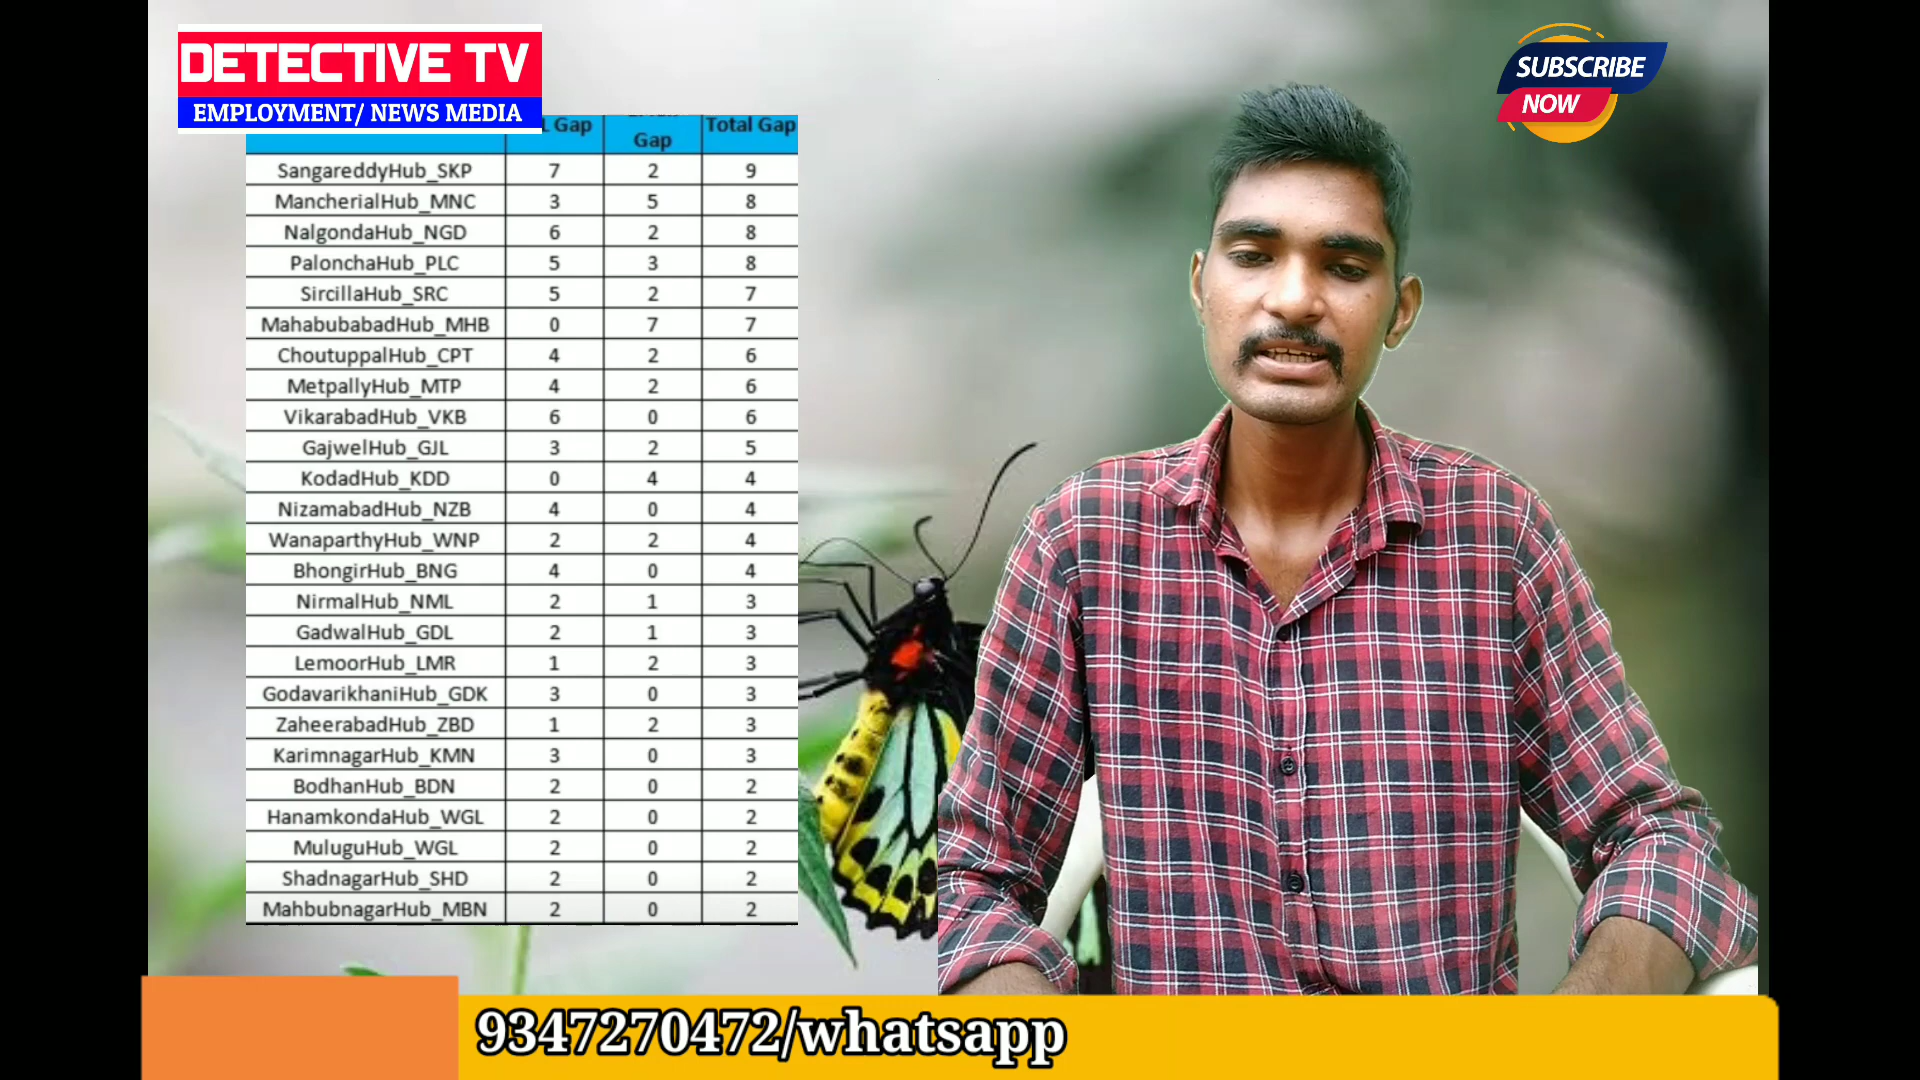 DETECTIVE TV
EMPLOYMENT/ NEWS MEDIA
SUBSCRIBE
NOW
L Gap Gap Total Gap
SangareddyHub_SKP 7 2 9
MancherialHub_MNC 3 5 8
NalgondaHub_NGD 6 2 8
PalonchaHub_PLC 5 3 8
SircillaHub_SRC 5 2 7
MahabubabadHub_MHB 0 7 7
ChoutuppalHub_CPT 4 2 6
MetpallyHub_MTP 4 2 6
VikarabadHub_VKB 6 0 6
GajwelHub_GJL 3 2 5
KodadHub_KDD 0 4 4
NizamabadHub_NZB 4 0 4
WanaparthyHub_WNP 2 2 4
BhongirHub_BNG 4 0 4
NirmalHub_NML 2 1 3
GadwalHub_GDL 2 1 3
LemoorHub_LMR 1 2 3
GodavarikhaniHub_GDK 3 0 3
ZaheerabadHub_ZBD 1 2 3
KarimnagarHub_KMN 3 0 3
BodhanHub_BDN 2 0 2
HanamkondaHub_WGL 2 0 2
MuluguHub_WGL 2 0 2
ShadnagarHub_SHD 2 0 2
MahbubnagarHub_MBN 2 0 2
9347270472/whatsapp